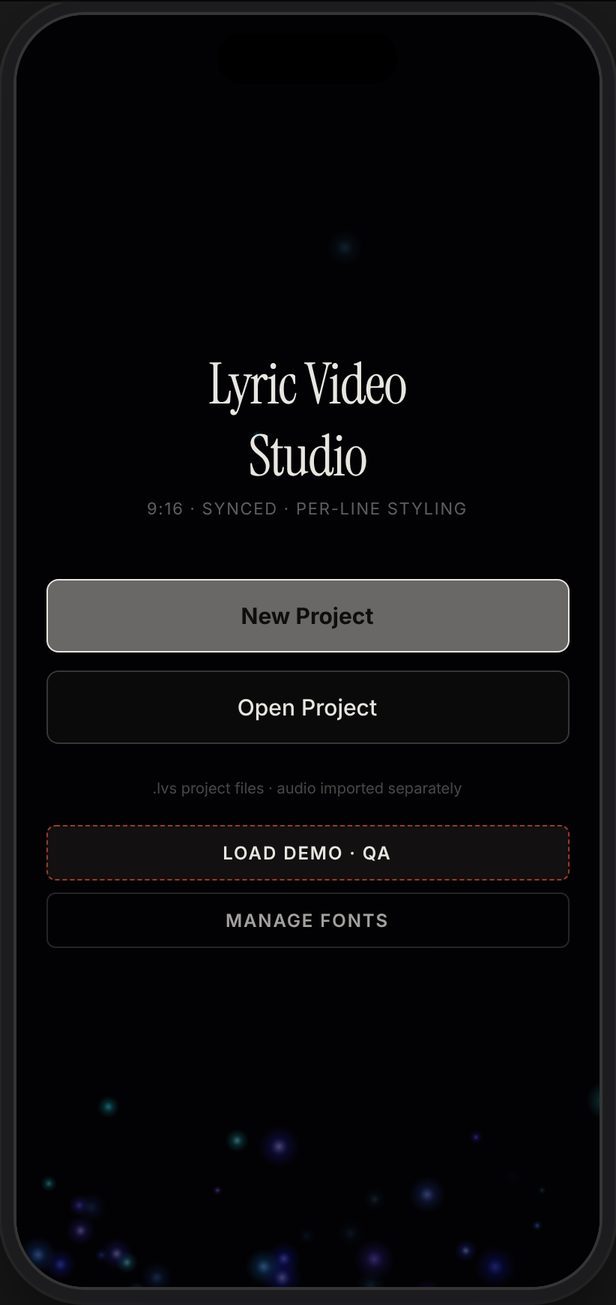 Lyric Video
Studio
9:16 · SYNCED · PER-LINE STYLING
New Project
Open Project
.lvs project files · audio imported separately
LOAD DEMO · QA
MANAGE FONTS